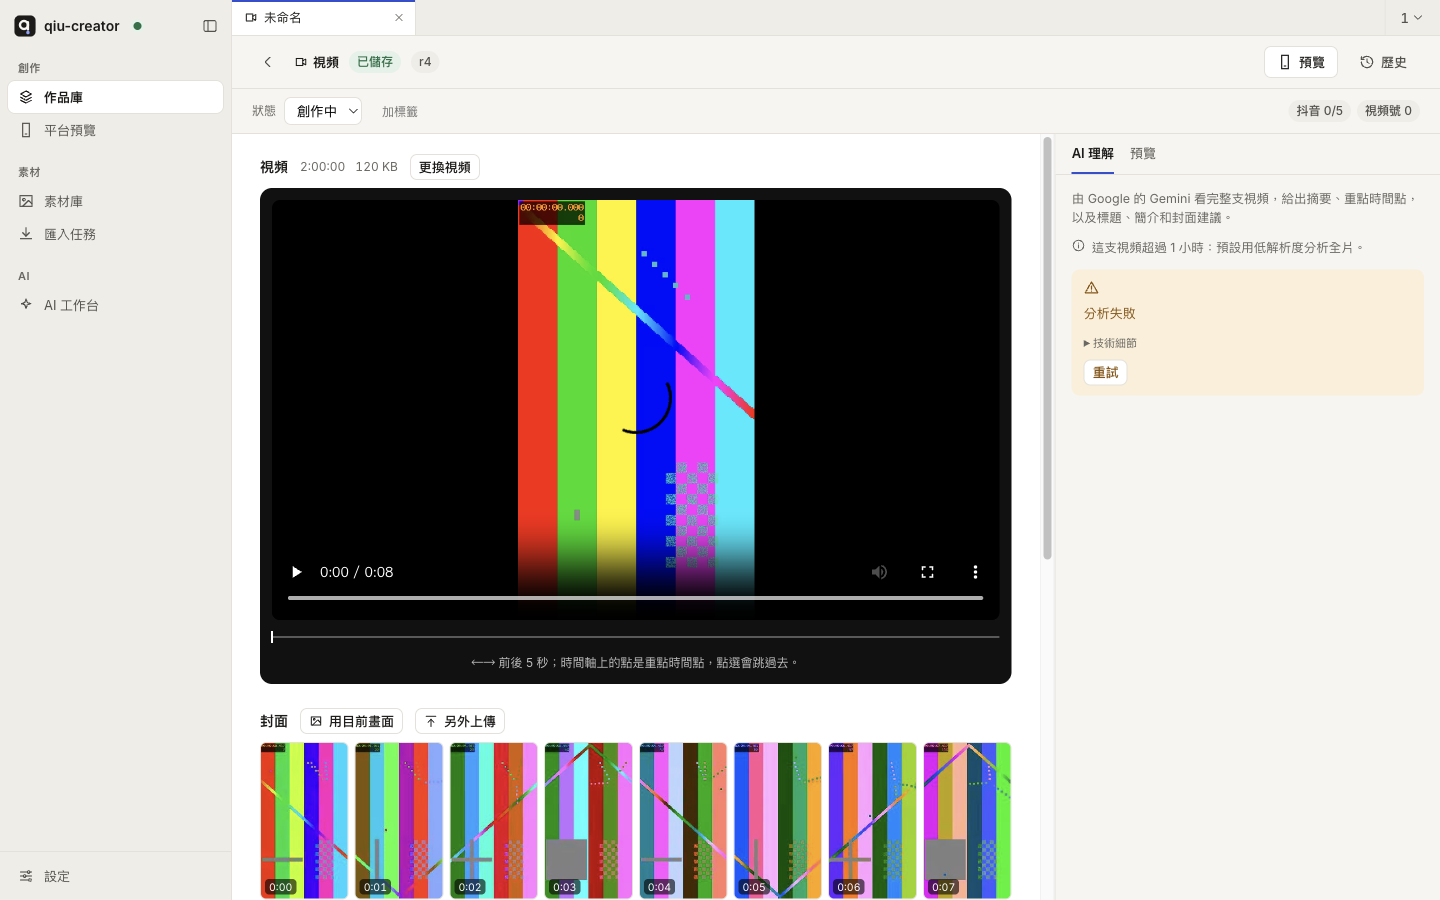 qiu-creator
創作
作品庫
平台預覽
素材
素材庫
匯入任務
AI
AI 工作台
設定
未命名
1
視頻
已儲存
r4
預覽
歷史
狀態
創作中
加標籤
抖音 0/5
視頻號 0
視頻 2:00:00 120 KB 更換視頻
00:00:00.000
0
0:00 / 0:08
←→ 前後 5 秒；時間軸上的點是重點時間點，點選會跳過去。
封面 用目前畫面 另外上傳
0:00 0:01 0:02 0:03 0:04 0:05 0:06 0:07
AI 理解 預覽
由 Google 的 Gemini 看完整支視頻，給出摘要、重點時間點，
以及標題、簡介和封面建議。
這支視頻超過 1 小時：預設用低解析度分析全片。
分析失敗
技術細節
重試